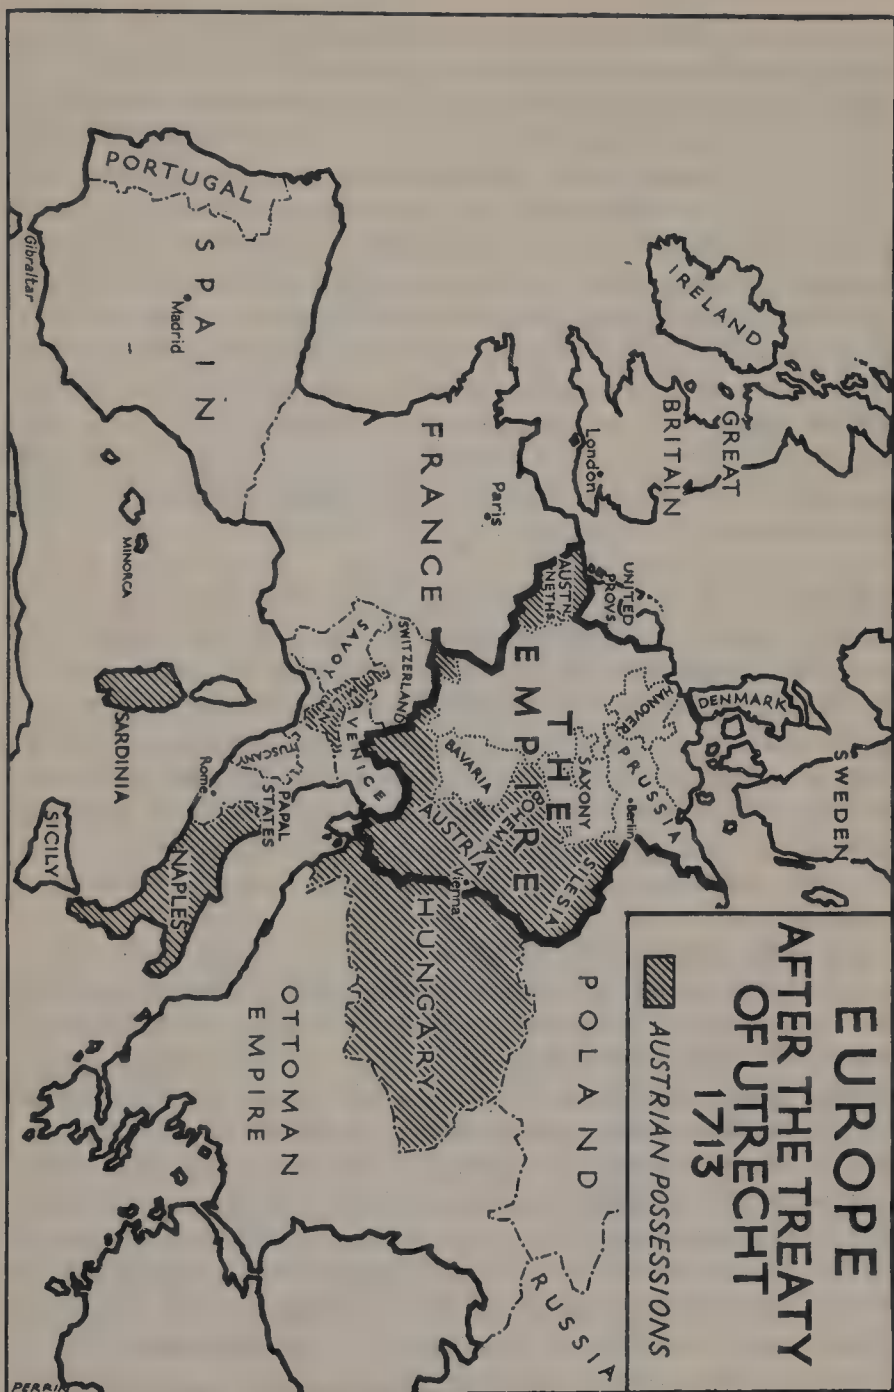 EUROPE
AFTER THE TREATY
OF UTRECHT
1713
AUSTRIAN POSSESSIONS
IRELAND
GREAT
BRITAIN
London
SWEDEN
DENMARK
UNITED
PROVS
AUSTN
NETHS.
HANOVER
PRUSSIA
Berlin
SAXONY
SILESIA
THE
EMPIRE
BOHEMIA
BAVARIA
AUSTRIA
Vienna
POLAND
RUSSIA
HUNGARY
Paris
FRANCE
SWITZERLAND
SAVOY
MILAN
VENICE
TUSCANY
PAPAL
STATES
Rome
NAPLES
SARDINIA
SICILY
OTTOMAN
EMPIRE
PORTUGAL
SPAIN
Madrid
Gibraltar
MINORCA
PERRIN